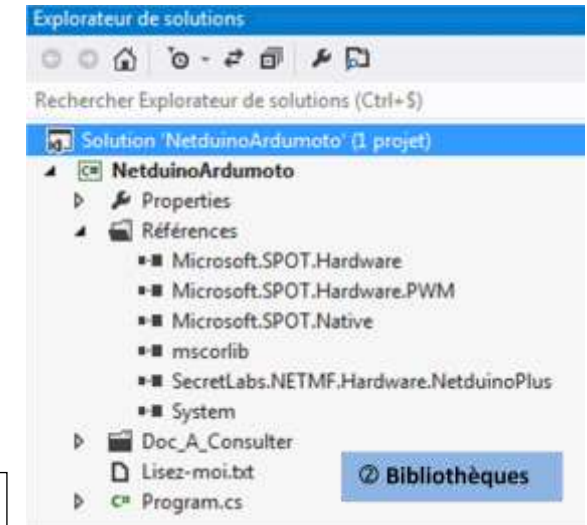 Explorateur de solutions
Rechercher Explorateur de solutions (Ctrl+$)
Solution 'NetduinoArdumoto' (1 projet)
C# NetduinoArdumoto
Properties
Références
Microsoft.SPOT.Hardware
Microsoft.SPOT.Hardware.PWM
Microsoft.SPOT.Native
mscorlib
SecretLabs.NETMF.Hardware.NetduinoPlus
System
Doc_A_Consulter
Lisez-moi.txt
② Bibliothèques
C# Program.cs